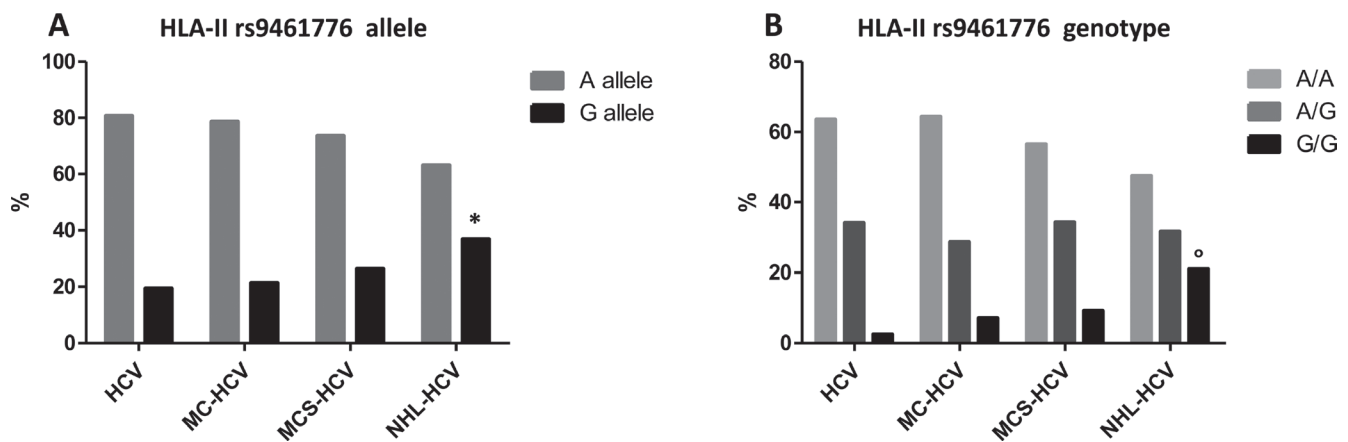 A
HLA-II rs9461776 allele
100
80
60
40
20
0
%
*
HCV
MC-HCV
MCS-HCV
NHL-HCV
A allele
G allele
B
HLA-II rs9461776 genotype
80
60
40
20
0
%
°
HCV
MC-HCV
MCS-HCV
NHL-HCV
A/A
A/G
G/G